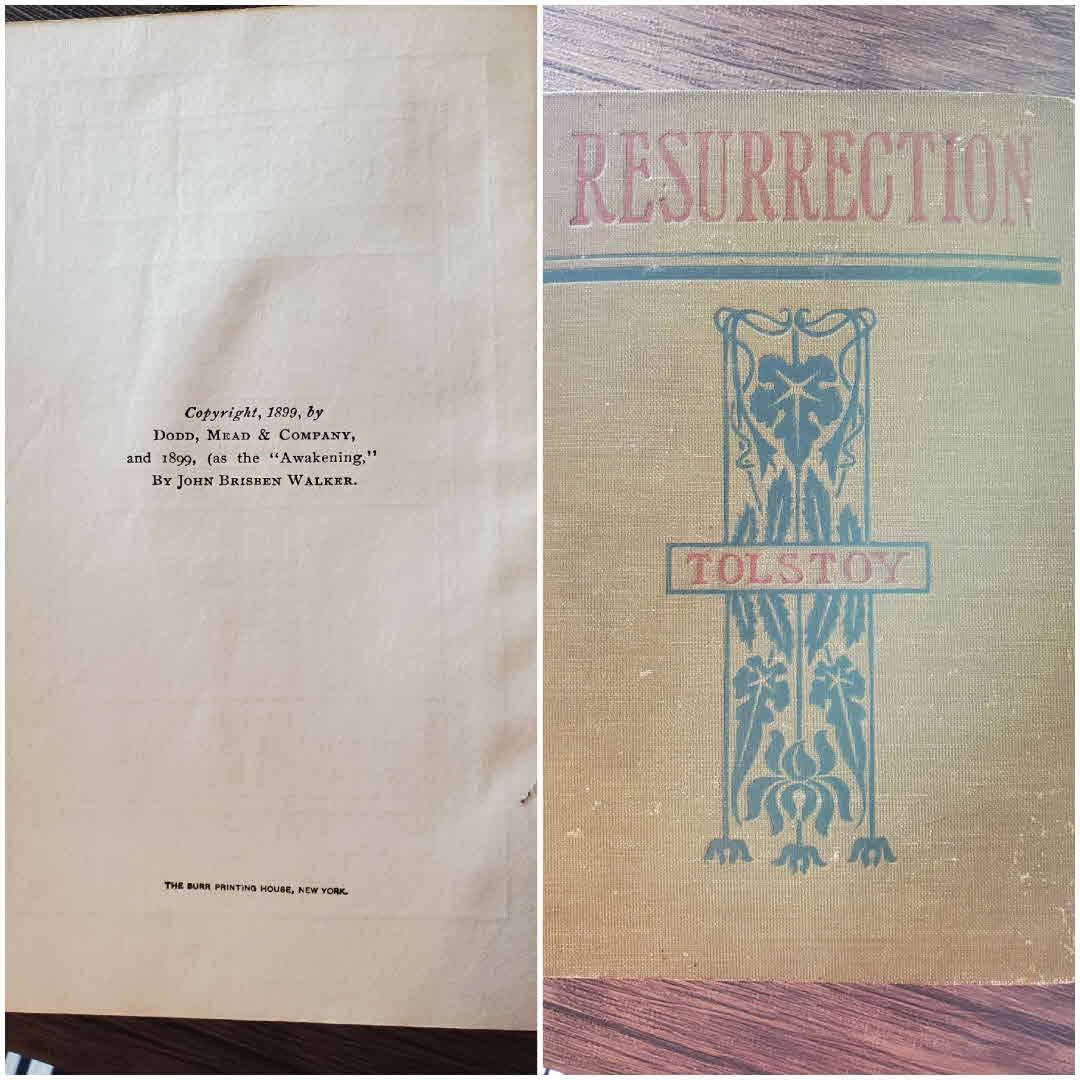 Copyright, 1899, by
DODD, MEAD & COMPANY,
and 1899, (as the "Awakening,"
BY JOHN BRISBEN WALKER.
THE BURR PRINTING HOUSE, NEW YORK.
RESURRECTION
TOLSTOY